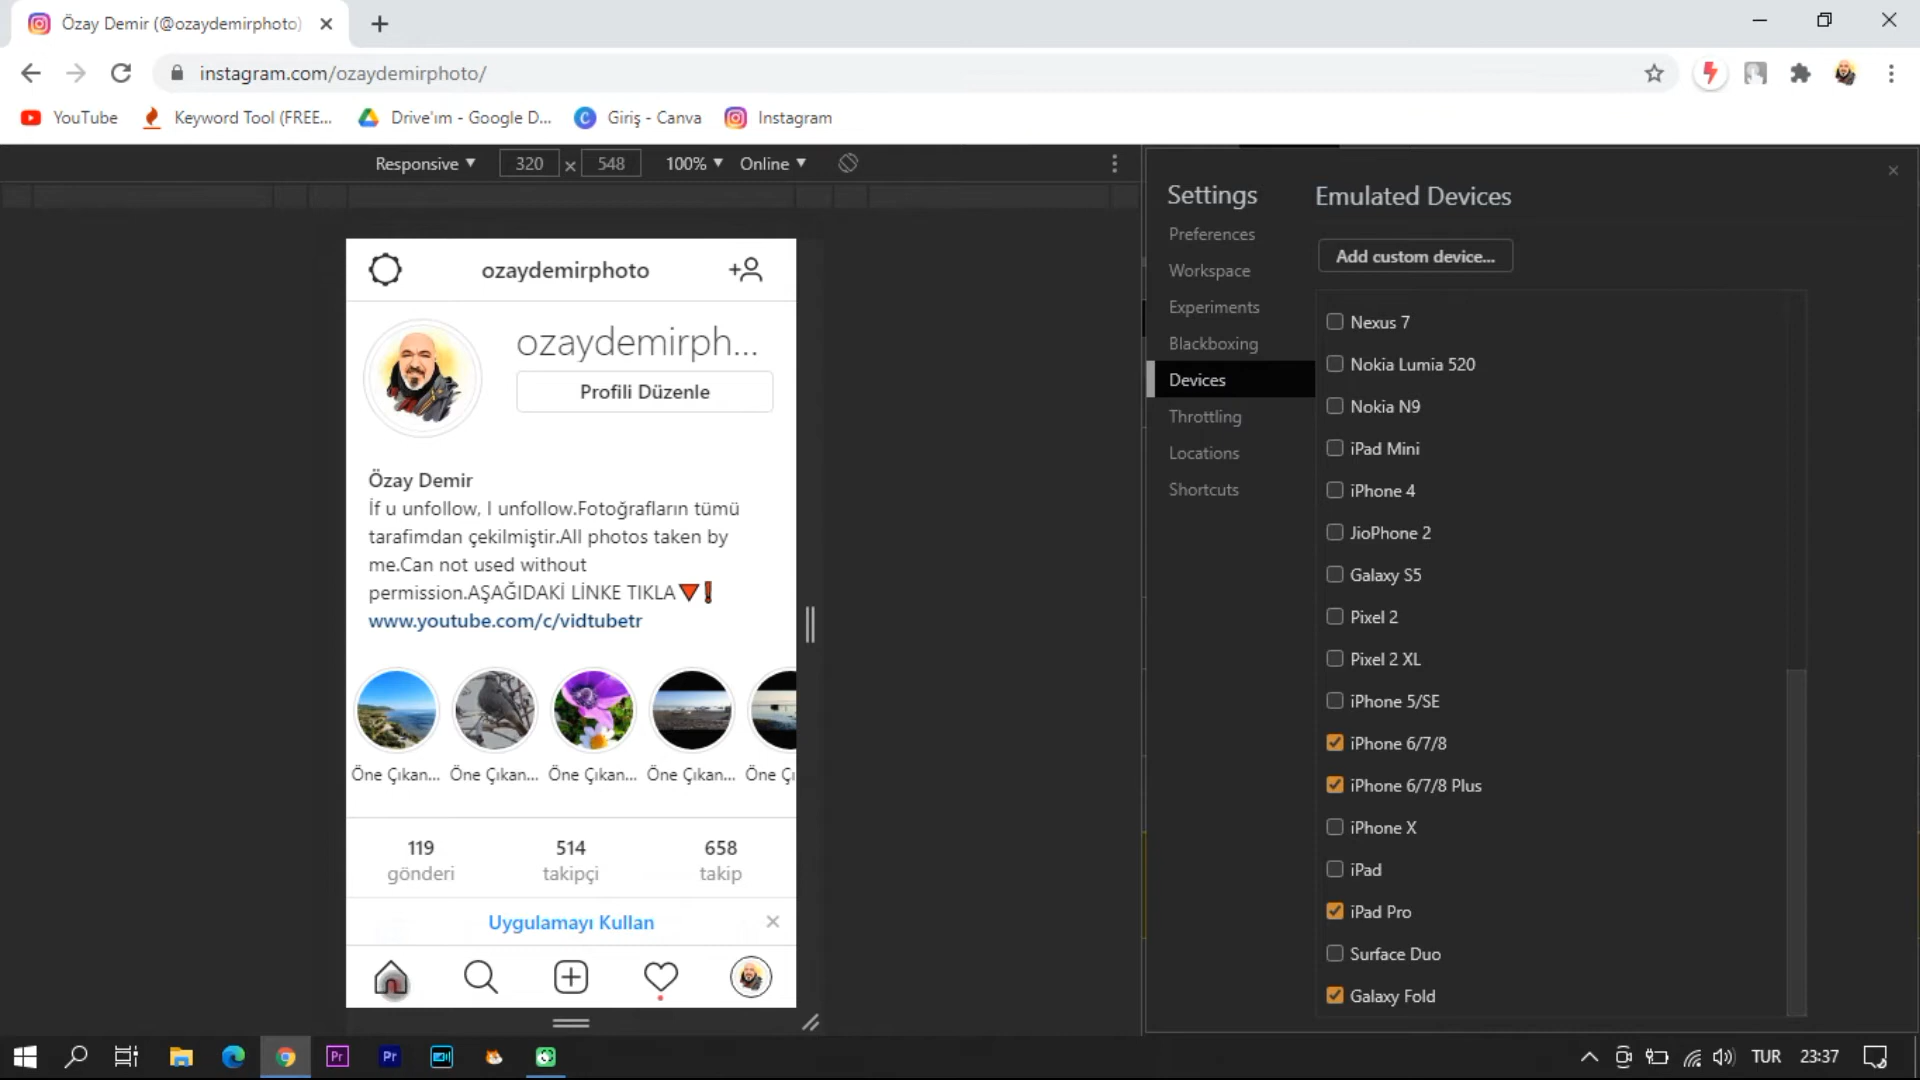 Özay Demir (@ozaydemirphoto)
instagram.com/ozaydemirphoto/
YouTube
Keyword Tool (FREE...
Drive'ım - Google D...
Giriş - Canva
Instagram
Responsive
320 x 548
100%
Online
ozaydemirphoto
ozaydemirph...
Profili Düzenle
Özay Demir
İf u unfollow, I unfollow.Fotoğrafların tümü
tarafimdan çekilmiştir.All photos taken by
me.Can not used without
permission.AŞAĞIDAKİ LİNKE TIKLA🔻❗
www.youtube.com/c/vidtubetr
Öne Çıkan... Öne Çıkan... Öne Çıkan... Öne Çıkan... Öne Çı
119 514 658
gönderi takipçi takip
Uygulamayı Kullan
Settings
Preferences
Workspace
Experiments
Blackboxing
Devices
Throttling
Locations
Shortcuts
Emulated Devices
Add custom device...
Nexus 7
Nokia Lumia 520
Nokia N9
iPad Mini
iPhone 4
JioPhone 2
Galaxy S5
Pixel 2
Pixel 2 XL
iPhone 5/SE
iPhone 6/7/8
iPhone 6/7/8 Plus
iPhone X
iPad
iPad Pro
Surface Duo
Galaxy Fold
Pr
Pr
TUR
23:37